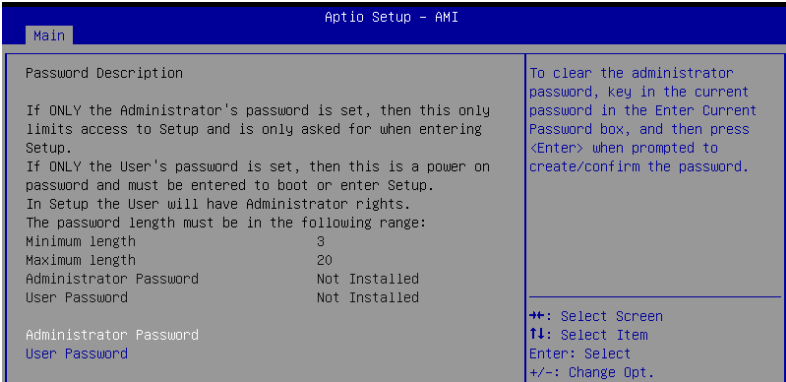 Aptio Setup – AMI
Main
Password Description
If ONLY the Administrator's password is set, then this only
limits access to Setup and is only asked for when entering
Setup.
If ONLY the User's password is set, then this is a power on
password and must be entered to boot or enter Setup.
In Setup the User will have Administrator rights.
The password length must be in the following range:
Minimum length 3
Maximum length 20
Administrator Password Not Installed
User Password Not Installed
Administrator Password
User Password
To clear the administrator
password, key in the current
password in the Enter Current
Password box, and then press
<Enter> when prompted to
create/confirm the password.
→←: Select Screen
↑↓: Select Item
Enter: Select
+/-: Change Opt.